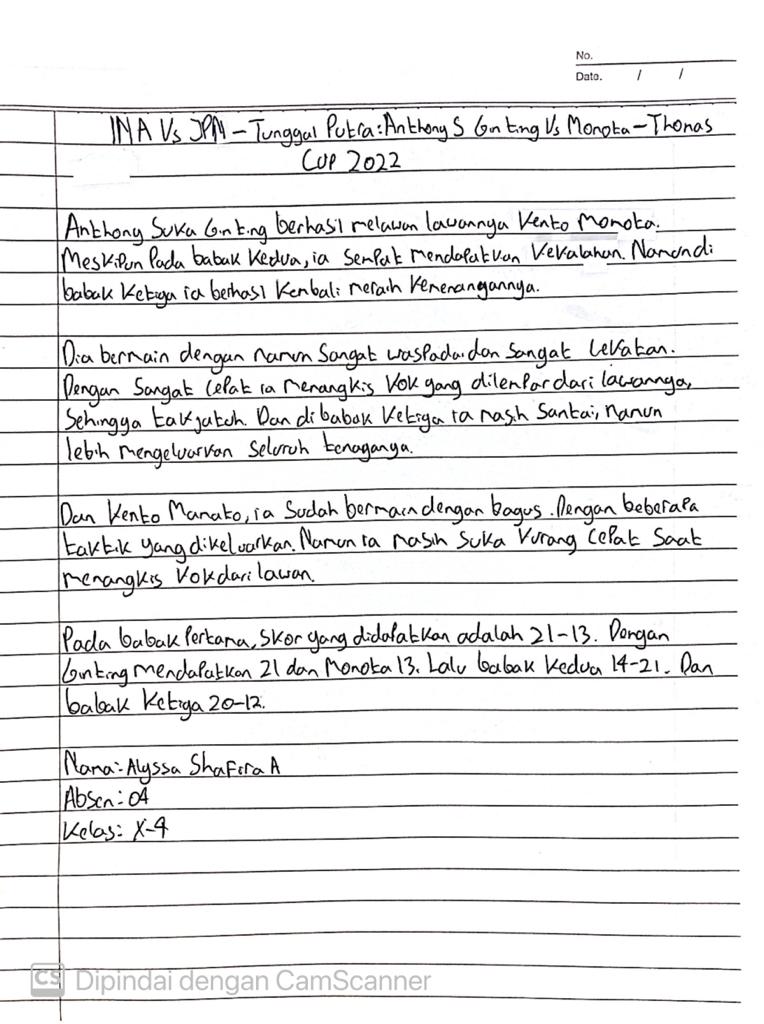 No.
Date. / /
INA Vs JPN - Tunggal Putra: Anthony S Ginting Vs Momota - Thomas
Cup 2022
Anthony Suka Ginting berhasil melawan lawannya Kento Momota.
Meskipun Pada babak Kedua, ia sempat mendapatkan kekalahan. Namun di
babak Ketiga ia berhasl kembali meraih kemenangannya.
Dia bermain dengan namun Sangat waspada dan sangat cekatan.
Dengan Sangat cepat ia menangkis kok yang dilempar dari lawannya,
Sehingga tak jatuh. Dan di babak Ketiga ia masih Santai, namun
lebih mengeluarkan Seluruh tenaganya.
Dan Kento Manato, ia Sudah bermain dengan bagus. Dengan beberapa
taktik yang dikeluarkan. Namun ia masih suka kurang cepat Saat
menangkis kok dari lawan.
Pada babak Pertama, Skor yang didapatkan adalah 21-13. Dengan
Ginting mendapatkan 21 dan Momota 13. Lalu babak kedua 14-21. Dan
babak Ketiga 20-12.
Nama: Alyssa Shafira A
Absen: 04
Kelas: X-4
CS Dipindai dengan CamScanner